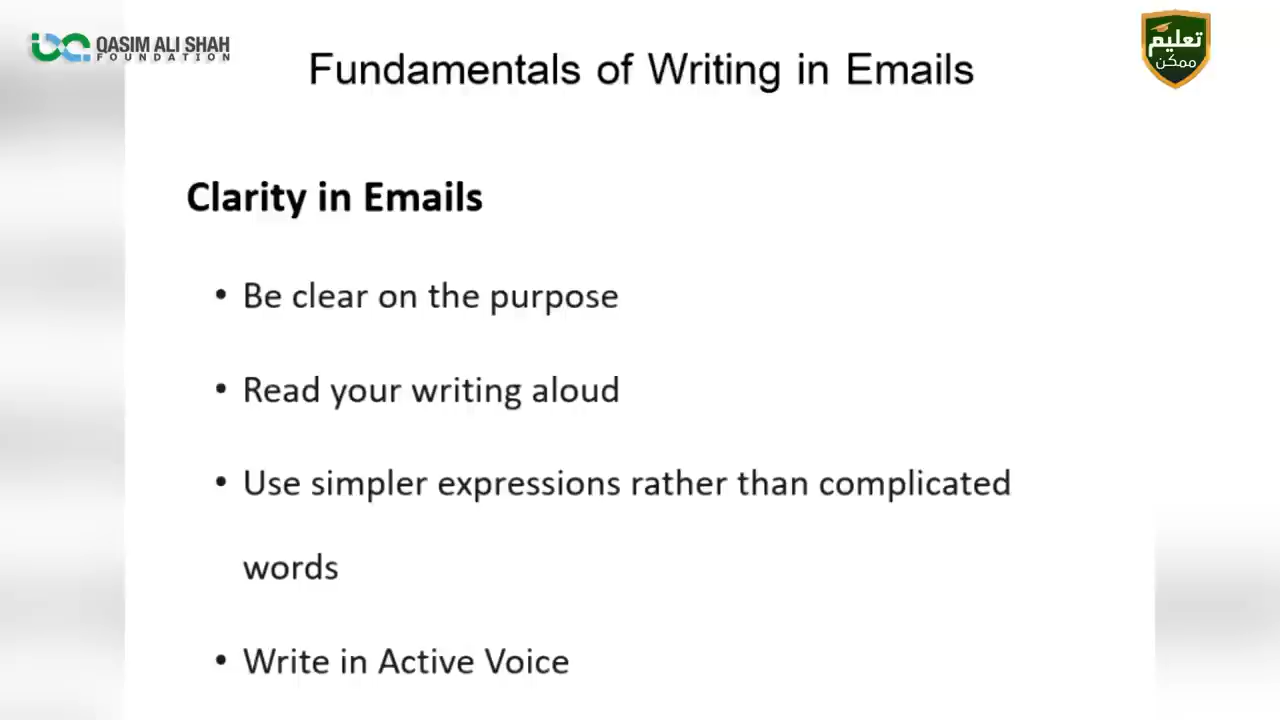 QASIM ALI SHAH
FOUNDATION
تعلیم
ممکن
Fundamentals of Writing in Emails
Clarity in Emails
• Be clear on the purpose
• Read your writing aloud
• Use simpler expressions rather than complicated
words
• Write in Active Voice